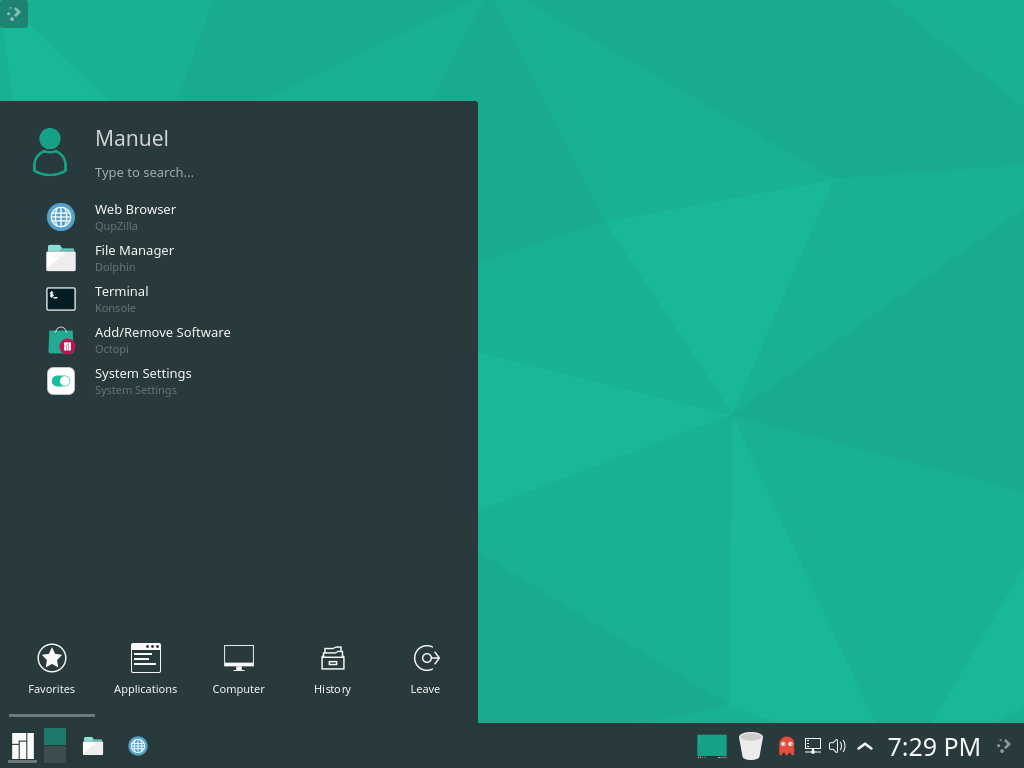 Manuel
Type to search...
Web Browser
QupZilla
File Manager
Dolphin
$_
Terminal
Konsole
Add/Remove Software
Octopi
System Settings
System Settings
Favorites
Applications
Computer
History
Leave
7:29 PM